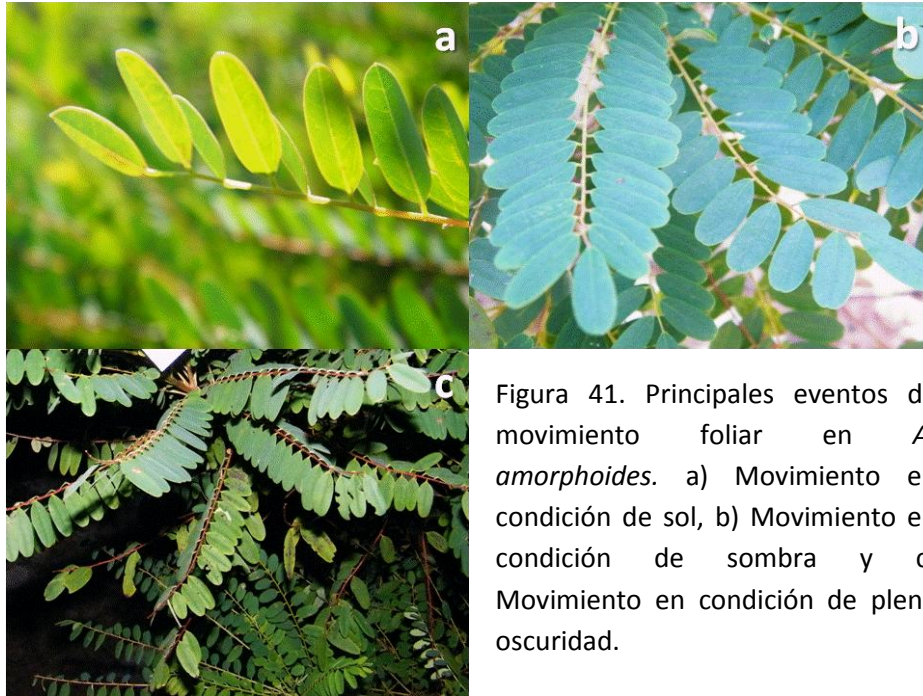 a
b
c
Figura 41. Principales eventos d
movimiento foliar en A
amorphoides. a) Movimiento e
condición de sol, b) Movimiento e
condición de sombra y c
Movimiento en condición de plen
oscuridad.